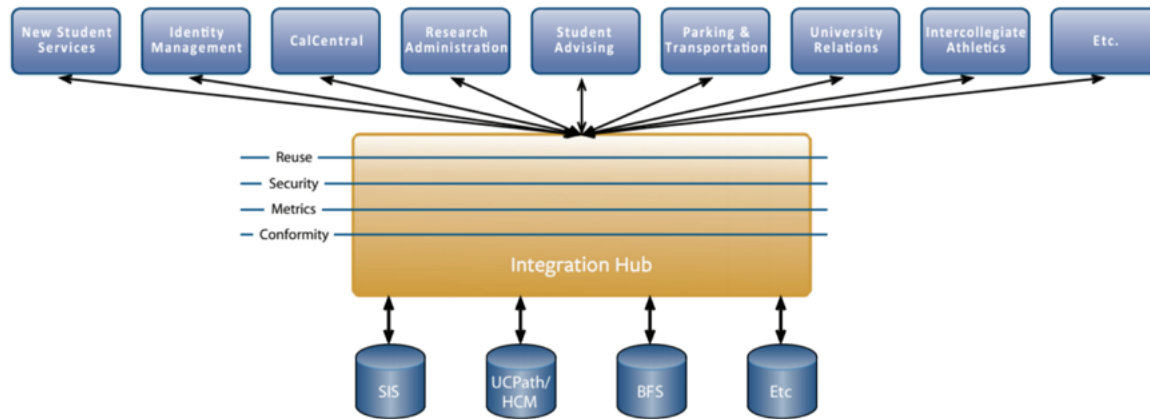 New Student
Services
Identity
Management
CalCentral
Research
Administration
Student
Advising
Parking &
Transportation
University
Relations
Intercollegiate
Athletics
Etc.
Reuse
Security
Metrics
Conformity
Integration Hub
SIS
UCPath/
HCM
BFS
Etc